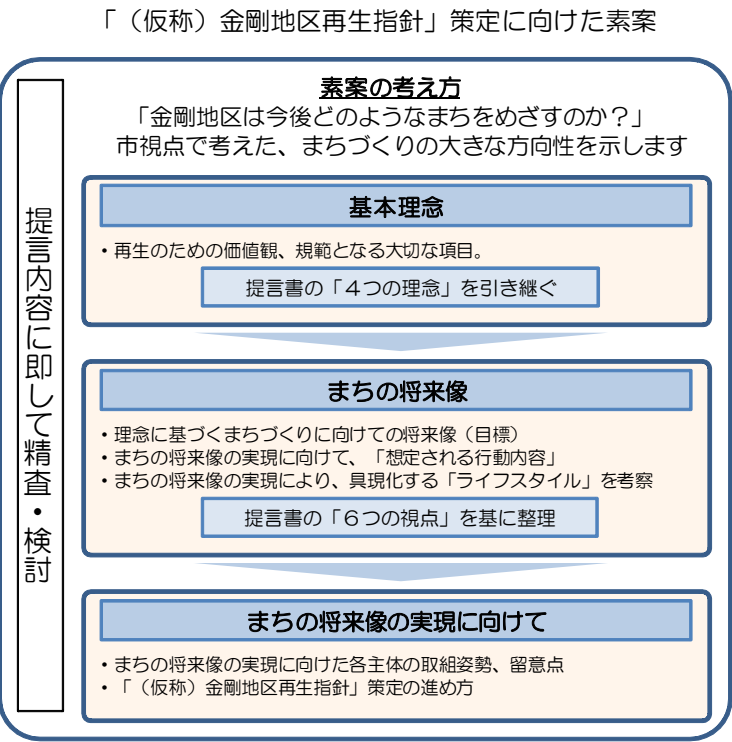 「（仮称）金剛地区再生指針」策定に向けた素案
素案の考え方
「金剛地区は今後どのようなまちをめざすのか？」
市視点で考えた、まちづくりの大きな方向性を示します
提言内容に即して精査・検討
基本理念
・再生のための価値観、規範となる大切な項目。
提言書の「４つの理念」を引き継ぐ
まちの将来像
・理念に基づくまちづくりに向けての将来像（目標）
・まちの将来像の実現に向けて、「想定される行動内容」
・まちの将来像の実現により、具現化する「ライフスタイル」を考察
提言書の「６つの視点」を基に整理
まちの将来像の実現に向けて
・まちの将来像の実現に向けた各主体の取組姿勢、留意点
・「（仮称）金剛地区再生指針」策定の進め方